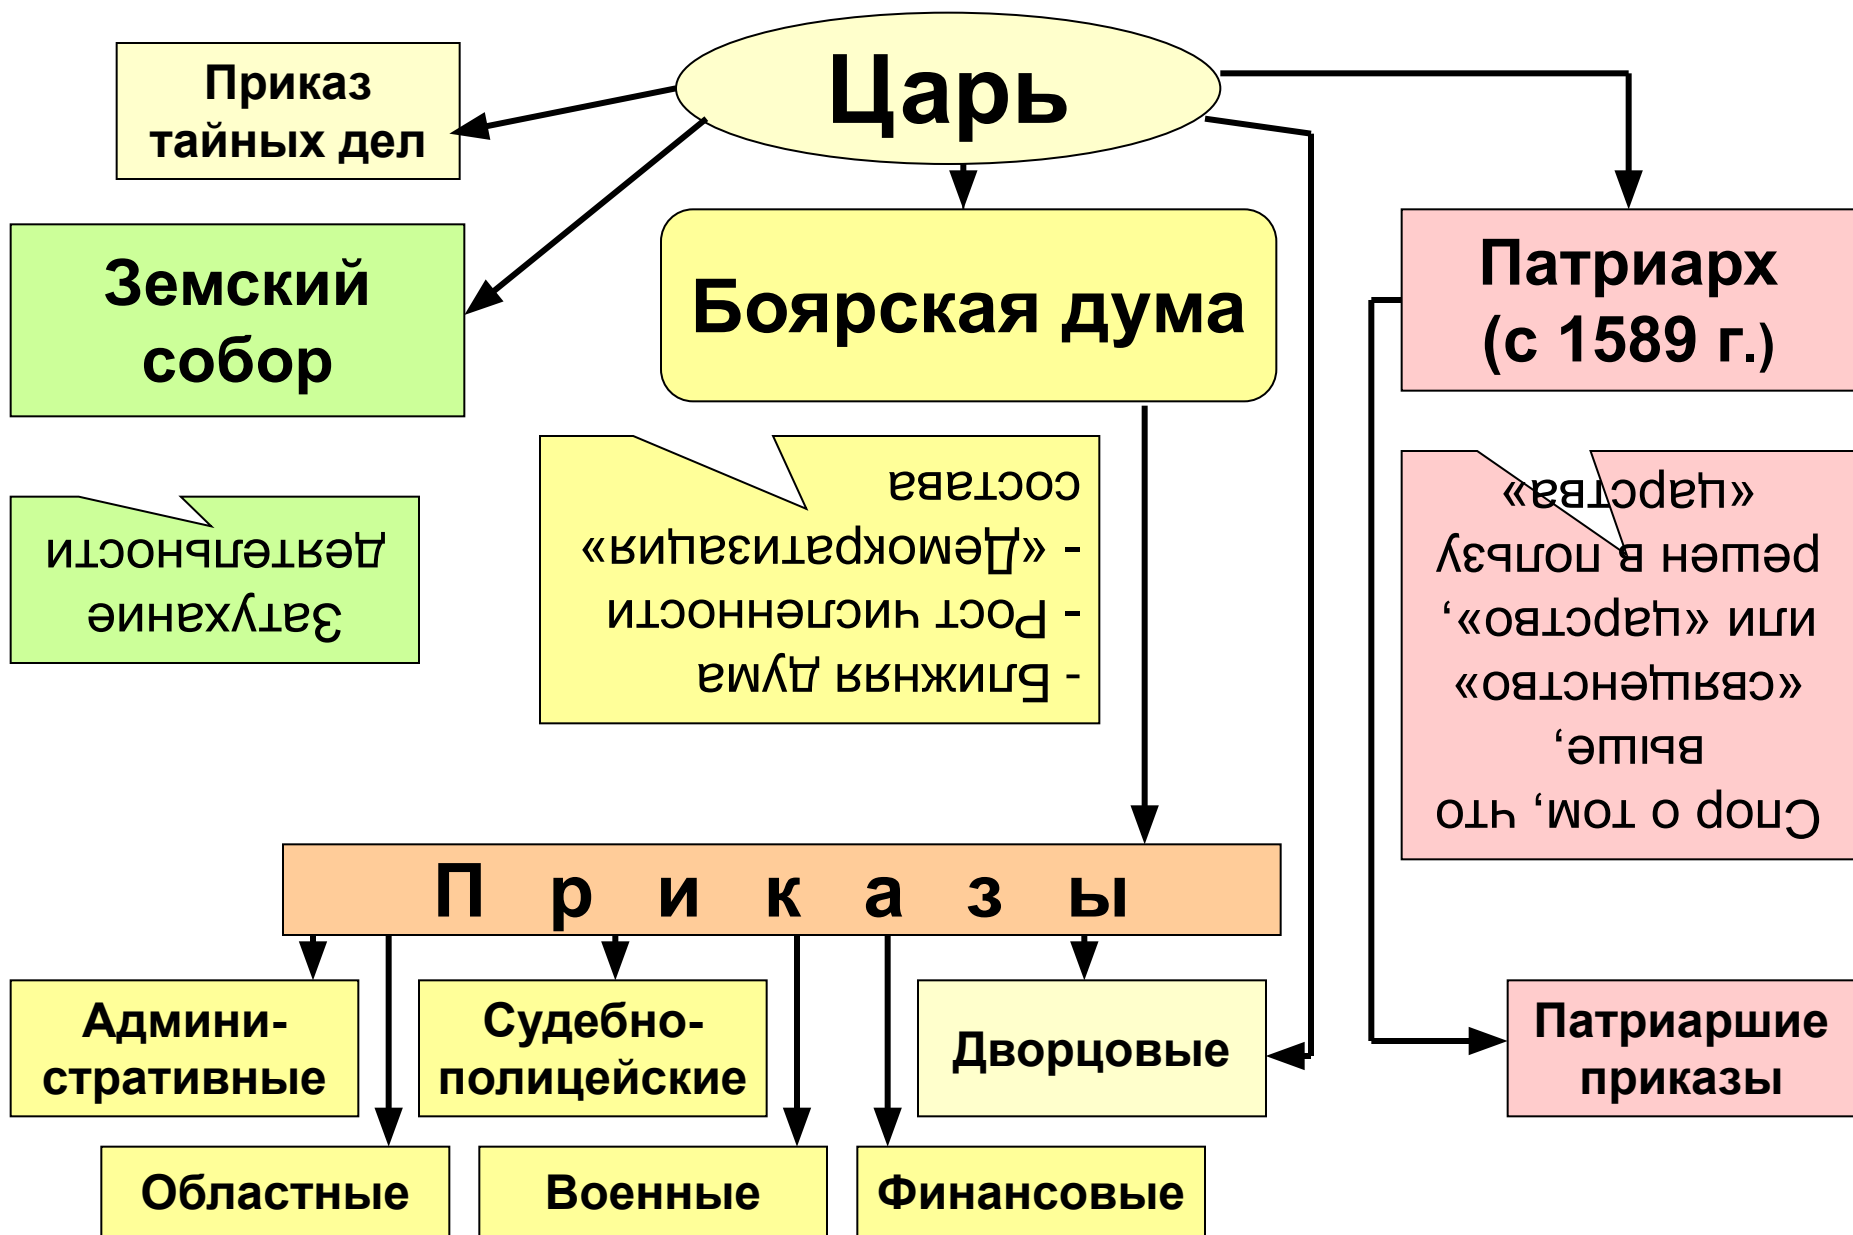 Царь
Приказ
тайных дел
Земский
собор
Боярская дума
Патриарх
(с 1589 г.)
Затухание
деятельности
- Ближняя дума
- Рост численности
- «Демократизация»
состава
Спор о том, что
выше,
«священство»
или «царство»,
решен в пользу
«царства»
П р и к а з ы
Админи-
стративные
Судебно-
полицейские
Дворцовые
Патриаршие
приказы
Областные
Военные
Финансовые